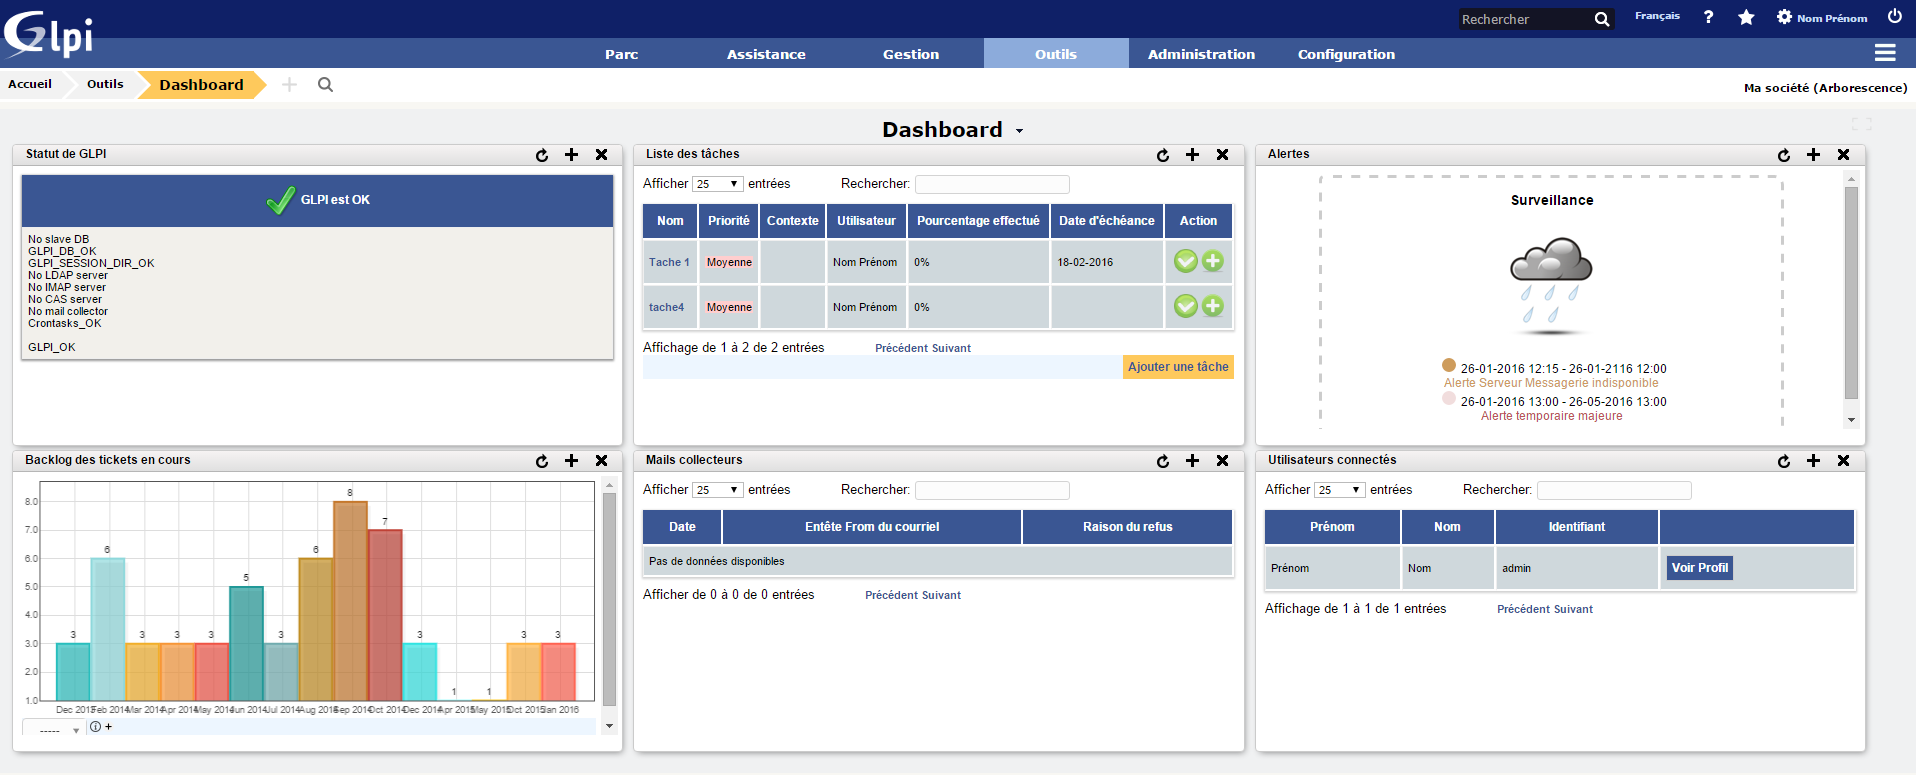 Glpi
Rechercher
Français
?
Nom Prénom
Parc
Assistance
Gestion
Outils
Administration
Configuration
Accueil
Outils
Dashboard
Ma société (Arborescence)
Dashboard
Statut de GLPI
GLPI est OK
No slave DB
GLPI_DB_OK
GLPI_SESSION_DIR_OK
No LDAP server
No IMAP server
No CAS server
No mail collector
Crontasks_OK
GLPI_OK
Liste des tâches
Afficher 25 entrées Rechercher:
Nom Priorité Contexte Utilisateur Pourcentage effectué Date d'échéance Action
Tache 1 Moyenne Nom Prénom 0% 18-02-2016
tache4 Moyenne Nom Prénom 0%
Affichage de 1 à 2 de 2 entrées Précédent Suivant
Ajouter une tâche
Alertes
Surveillance
26-01-2016 12:15 - 26-01-2116 12:00
Alerte Serveur Messagerie indisponible
26-01-2016 13:00 - 26-05-2016 13:00
Alerte temporaire majeure
Backlog des tickets en cours
8.0
7.0
6.0
5.0
4.0
3.0
2.0
1.0
3 6 3 3 3 5 3 6 8 7 3 1 1 3 3
Dec 2013 Feb 2014 Mar 2014 Apr 2014 May 2014 Jun 2014 Jul 2014 Aug 2014 Sep 2014 Oct 2014 Dec 2014 Apr 2015 May 2015 Oct 2015 Jan 2016
----- +
Mails collecteurs
Afficher 25 entrées Rechercher:
Date Entête From du courriel Raison du refus
Pas de données disponibles
Afficher de 0 à 0 de 0 entrées Précédent Suivant
Utilisateurs connectés
Afficher 25 entrées Rechercher:
Prénom Nom Identifiant
Prénom Nom admin Voir Profil
Affichage de 1 à 1 de 1 entrées Précédent Suivant